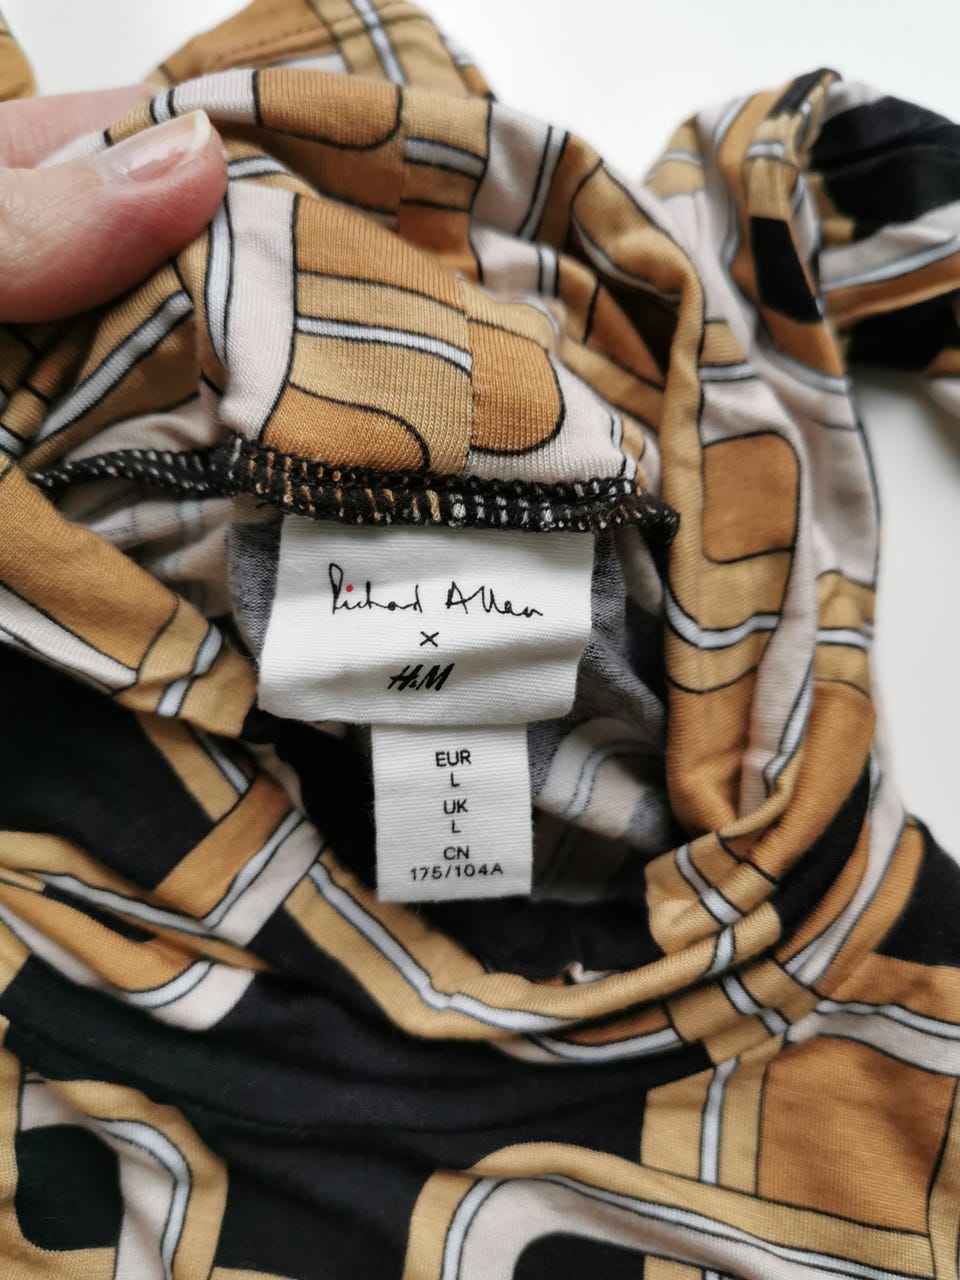 Richard Allan
x
H&M
EUR
L
UK
L
CN
175/104A